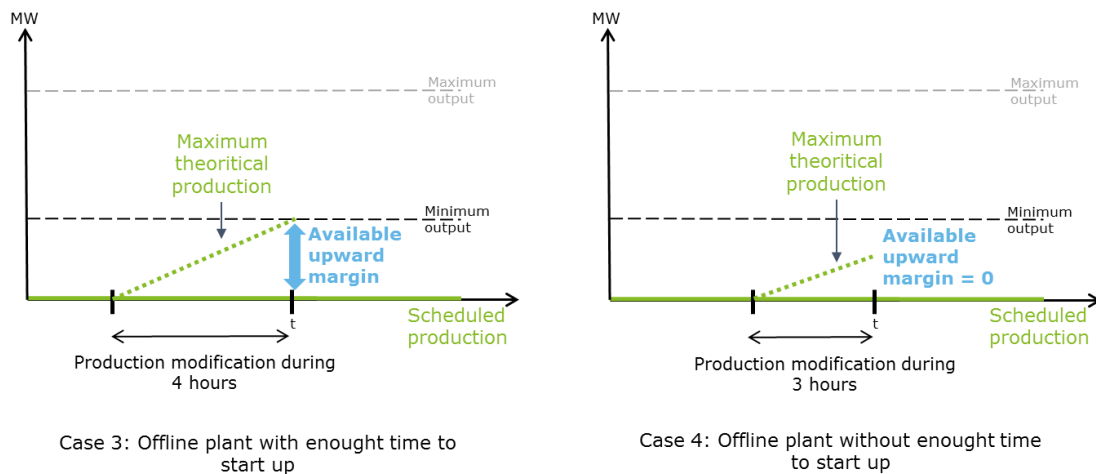 MW
Maximum
output
Maximum
theoritical
production
Minimum
output
Available
upward
margin
t
Scheduled
production
Production modification during
4 hours
Case 3: Offline plant with enought time to
start up
MW
Maximum
output
Maximum
theoritical
production
Minimum
output
Available
upward
margin = 0
t
Scheduled
production
Production modification during
3 hours
Case 4: Offline plant without enought time
to start up